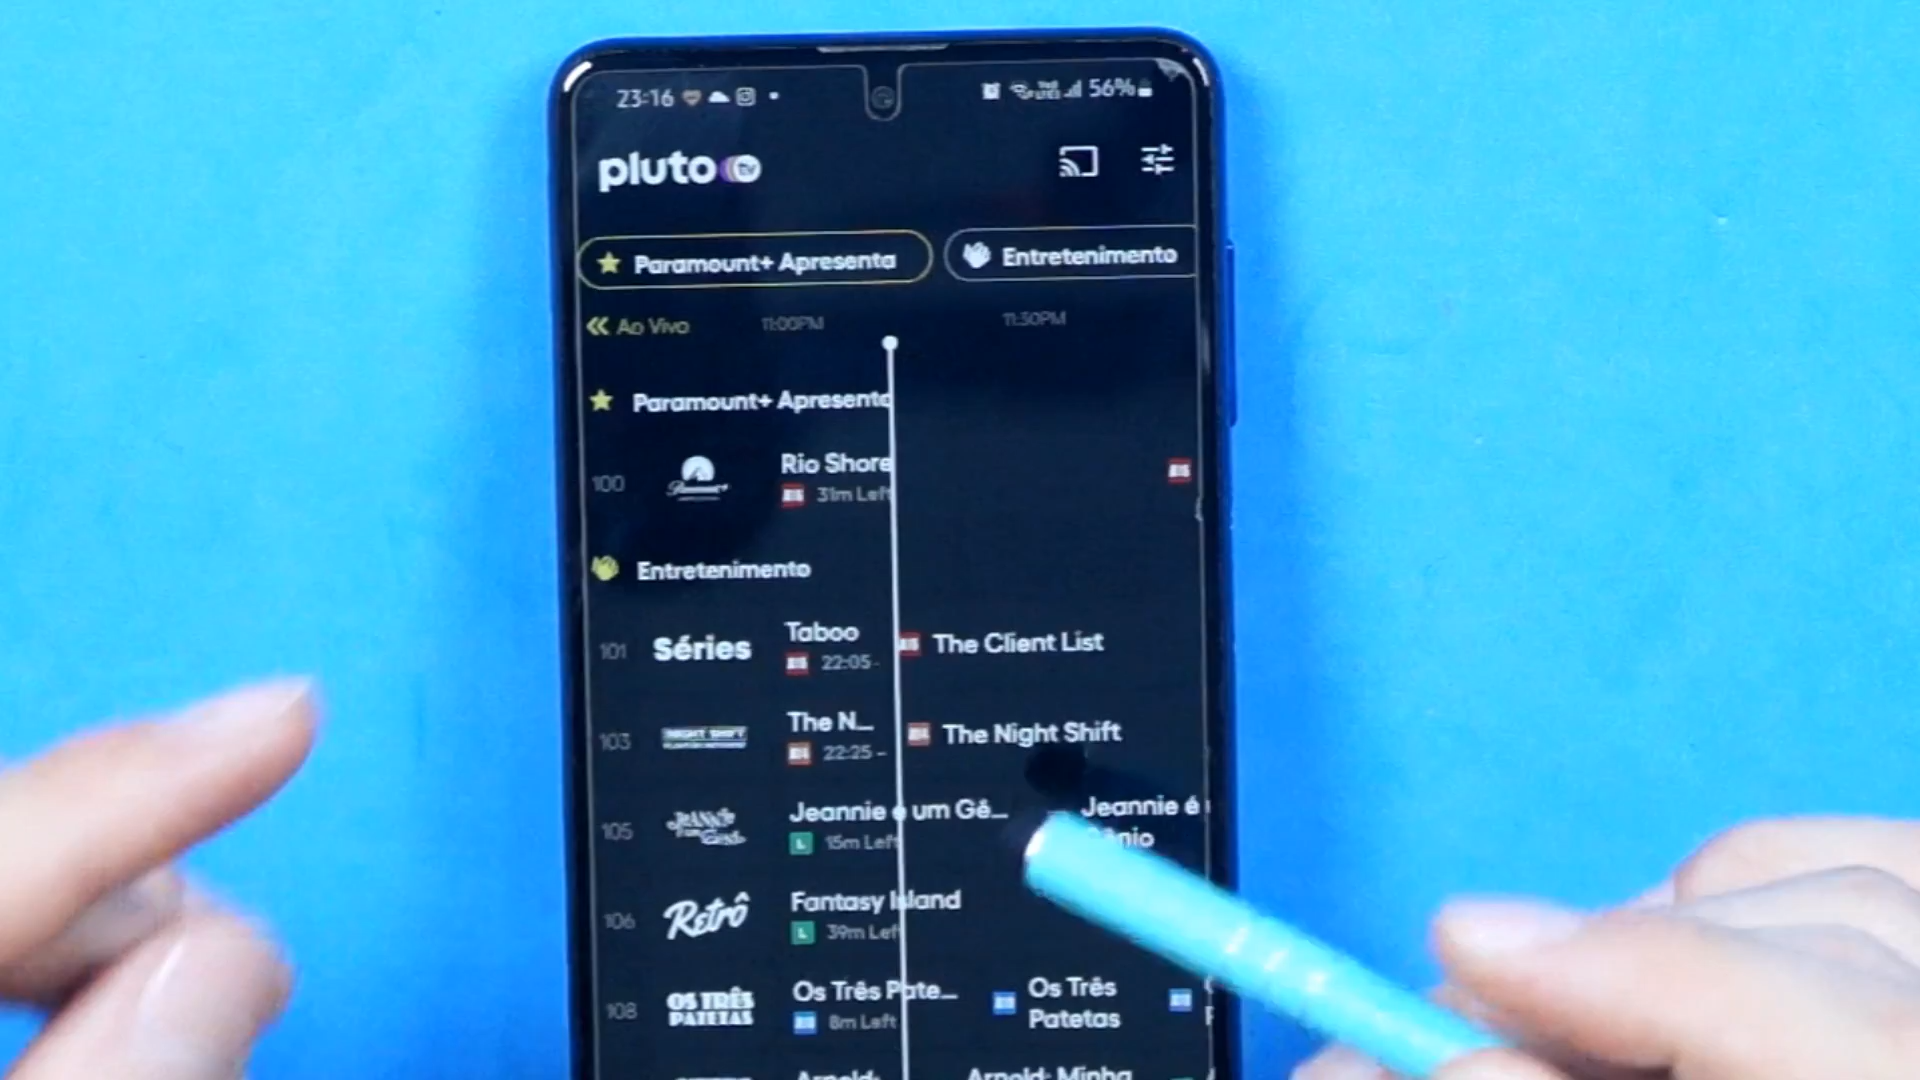 23:16
56%
pluto tv
Paramount+ Apresenta
Entretenimento
Ao Vivo
11:00PM
11:30PM
Paramount+ Apresenta
100
Rio Shore
31m Left
Entretenimento
101
Séries
Taboo
22:05 -
The Client List
103
NIGHT SHIFT
The N...
22:25 -
The Night Shift
105
Jeannie é um Gê...
L 15m Left
Jeannie é
106
Retrô
Fantasy Island
L 39m Left
108
OS TRÊS
PATETAS
Os Três Pate...
8m Left
Os Três
Patetas
Arnold:
Arnold: Minha